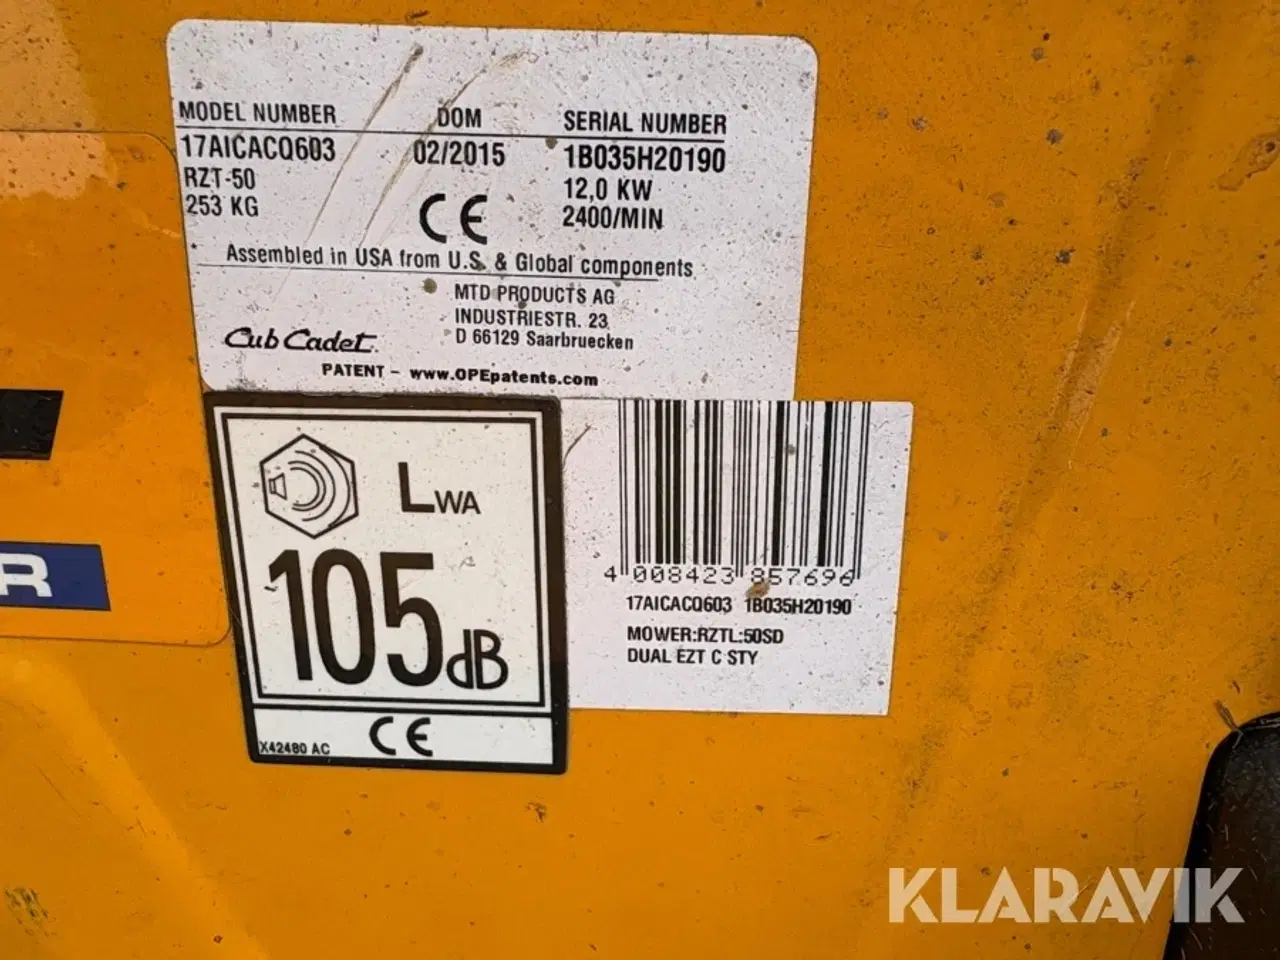 MODEL NUMBER DOM SERIAL NUMBER
17AICACQ603 02/2015 1B035H20190
RZT-50 12,0 KW
253 KG CE 2400/MIN
Assembled in USA from U.S. & Global components
MTD PRODUCTS AG
INDUSTRIESTR. 23
D 66129 Saarbruecken
Cub Cadet
PATENT - www.OPEpatents.com
LWA
105dB
X42480 AC CE
4 008423 857696
17AICACQ603 1B035H20190
MOWER:RZTL:50SD
DUAL EZT C STY
R
KLARAVIK